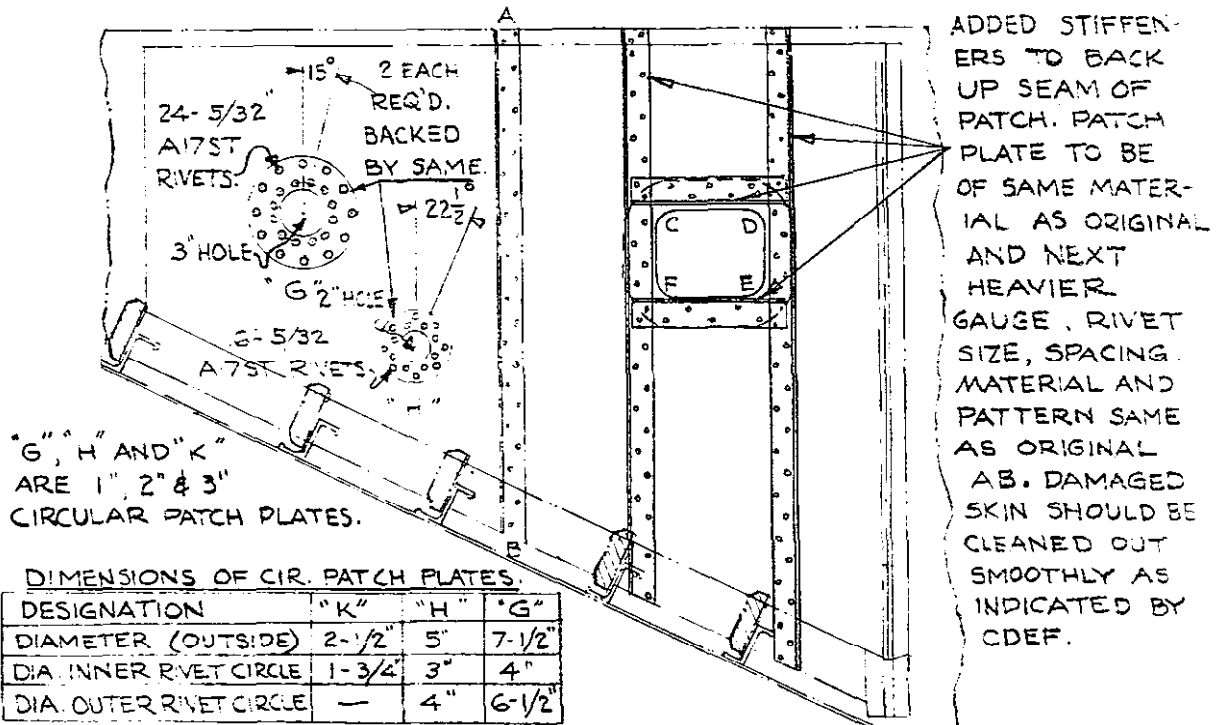 A
15°
2 EACH
REQ'D.
BACKED
BY SAME.
24-5/32"
A17ST
RIVETS.
22 1/2°
3" HOLE
"G"
2" HOLE
6-5/32
A17ST RIVETS.
"H"
C D
F E
B
ADDED STIFFEN-
ERS TO BACK
UP SEAM OF
PATCH. PATCH
PLATE TO BE
OF SAME MATER-
IAL AS ORIGINAL
AND NEXT
HEAVIER
GAUGE. RIVET
SIZE, SPACING
MATERIAL AND
PATTERN SAME
AS ORIGINAL
AB. DAMAGED
SKIN SHOULD BE
CLEANED OUT
SMOOTHLY AS
INDICATED BY
CDEF.
"G", "H" AND "K"
ARE 1", 2" & 3"
CIRCULAR PATCH PLATES.
DIMENSIONS OF CIR. PATCH PLATES.
DESIGNATION "K" "H" "G"
DIAMETER (OUTSIDE) 2-1/2" 5" 7-1/2"
DIA. INNER RIVET CIRCLE 1-3/4" 3" 4"
DIA. OUTER RIVET CIRCLE — 4" 6-1/2"